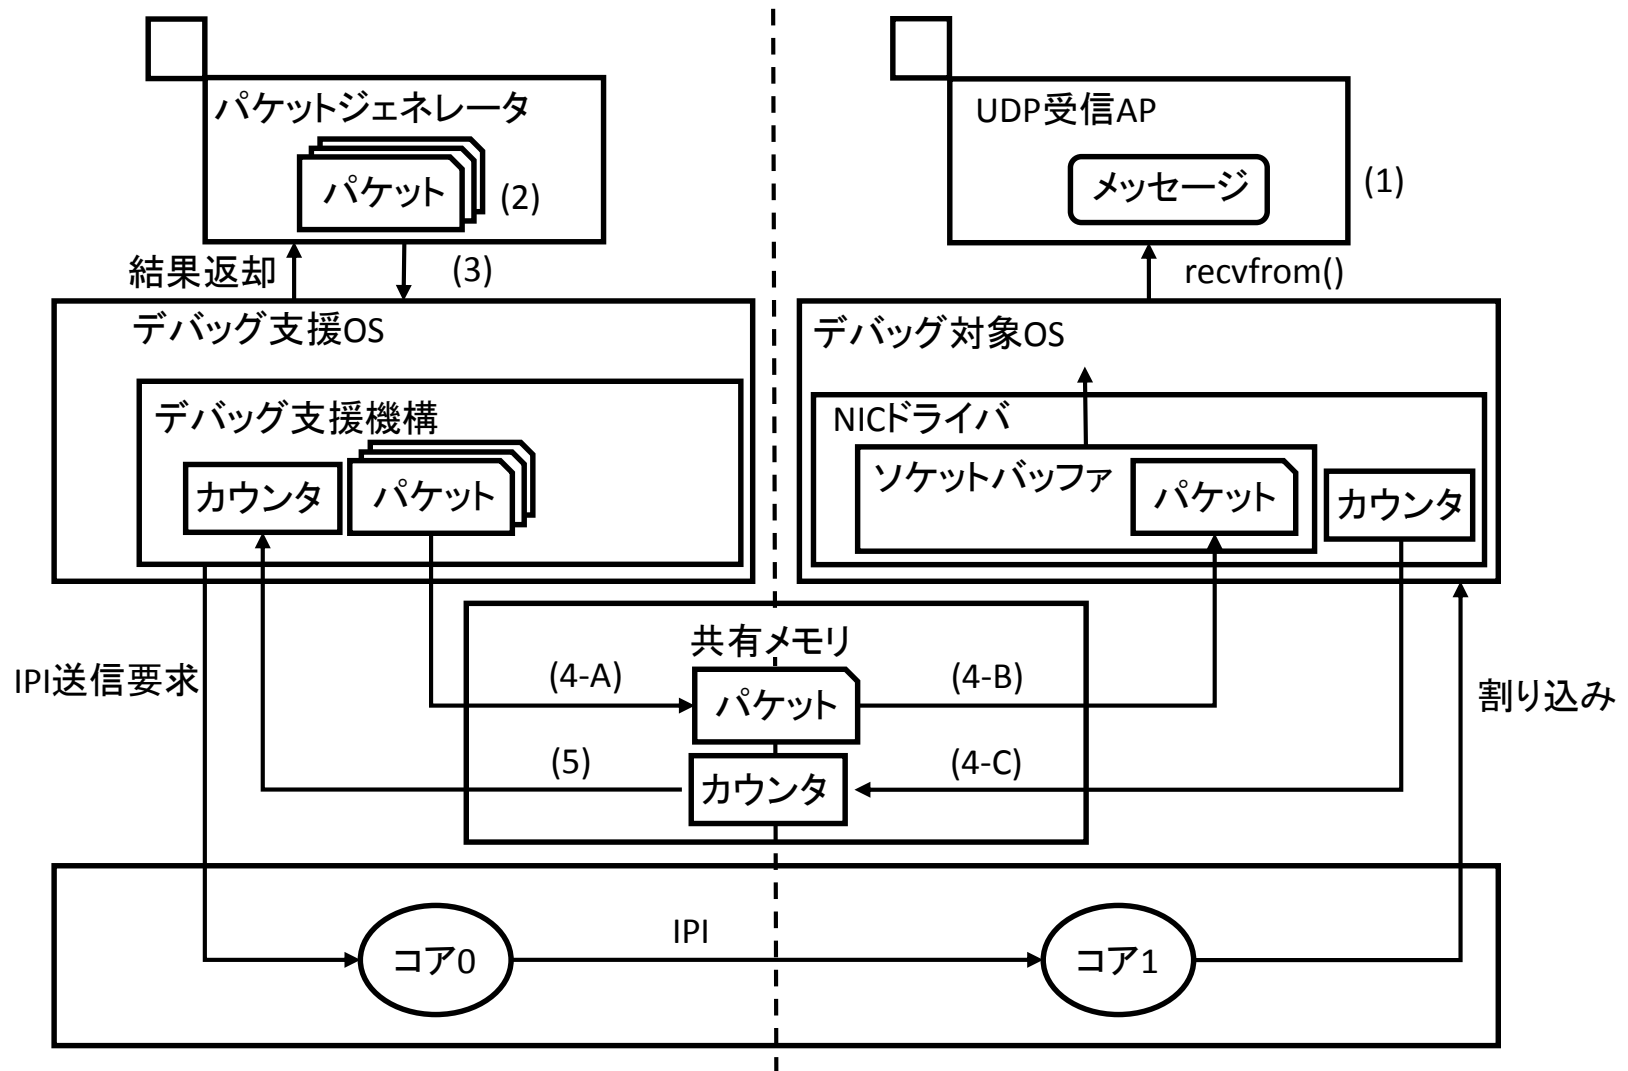 パケットジェネレータ
パケット
(2)
結果返却
(3)
デバッグ支援OS
デバッグ支援機構
カウンタ
パケット
UDP受信AP
メッセージ
(1)
recvfrom()
デバッグ対象OS
NICドライバ
ソケットバッファ
パケット
カウンタ
共有メモリ
IPI送信要求
(4-A)
パケット
(4-B)
割り込み
(5)
カウンタ
(4-C)
コア0
IPI
コア1